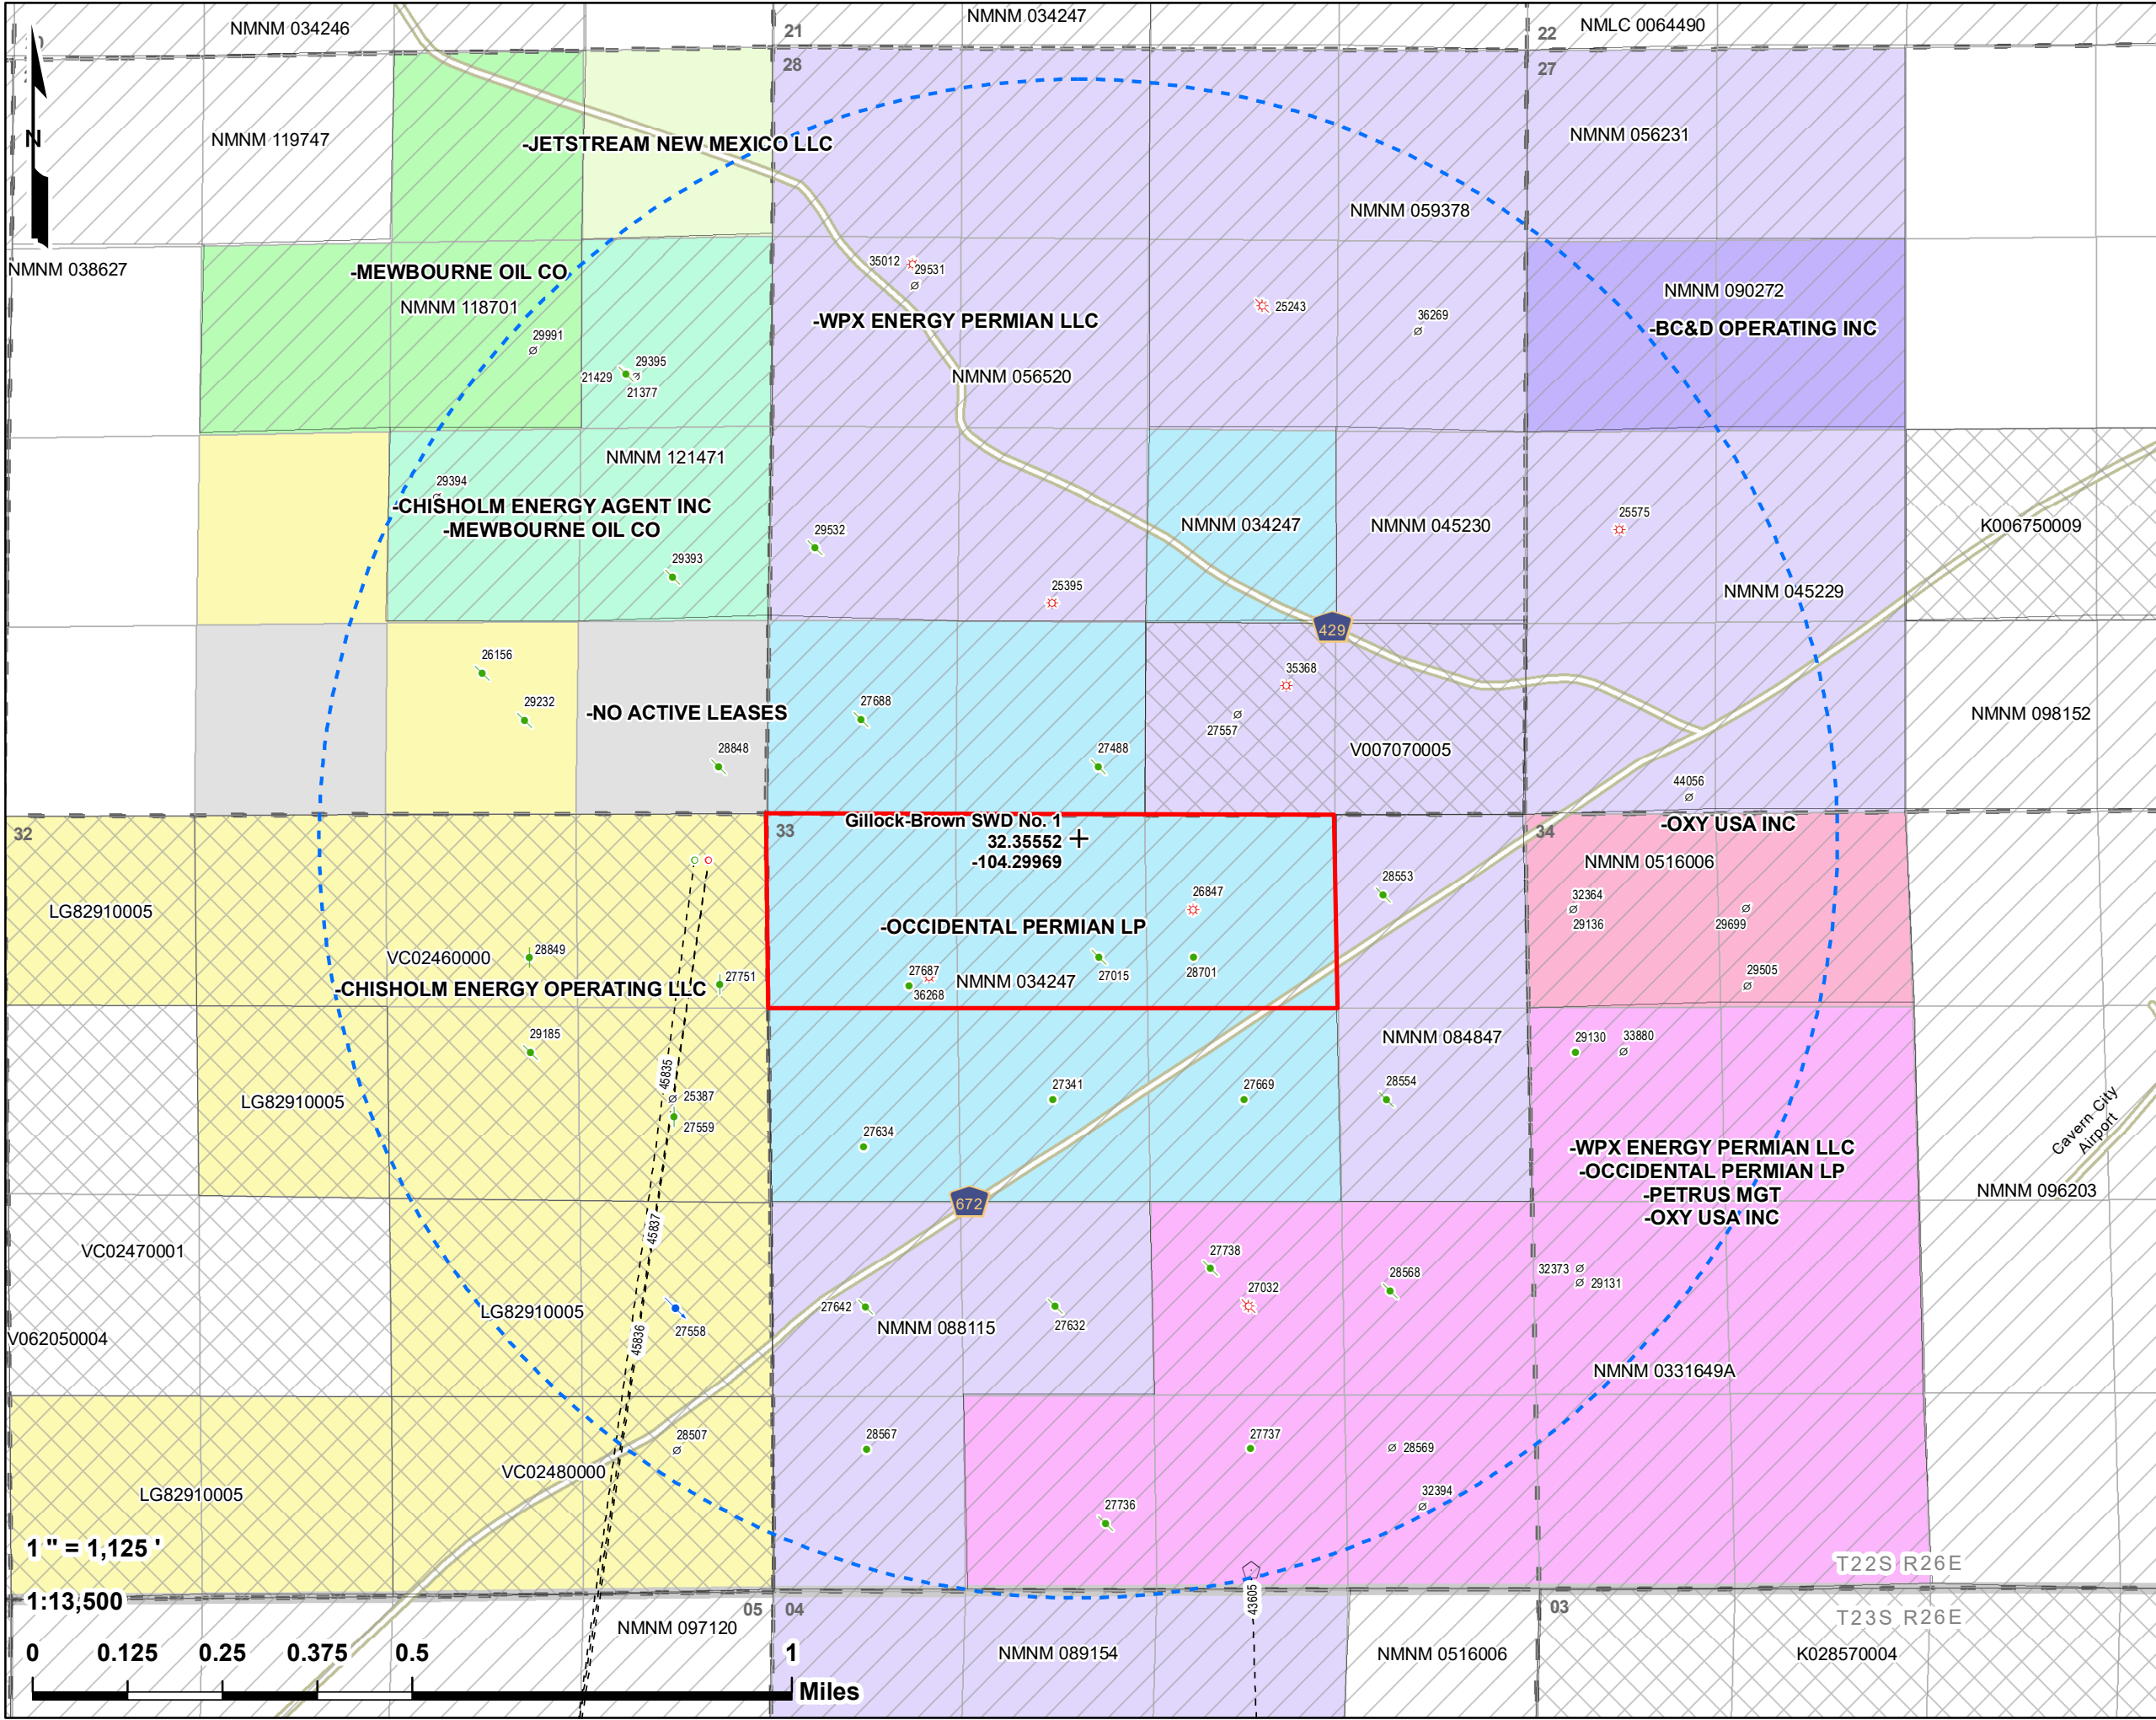 NMNM 034246
NMNM 034247
NMLC 0064490
21
22
28
27
N
NMNM 119747
-JETSTREAM NEW MEXICO LLC
NMNM 056231
NMNM 059378
NMNM 038627
-MEWBOURNE OIL CO
NMNM 118701
35012
29531
25243
36269
NMNM 090272
-BC&D OPERATING INC
-WPX ENERGY PERMIAN LLC
29991
29395
21429
21377
NMNM 056520
NMNM 121471
29394
-CHISHOLM ENERGY AGENT INC
-MEWBOURNE OIL CO
29532
29393
25395
NMNM 034247
NMNM 045230
25575
K006750009
NMNM 045229
429
26156
29232
-NO ACTIVE LEASES
28848
27688
27488
35368
27557
V007070005
NMNM 098152
44056
32
33
34
Gillock-Brown SWD No. 1
32.35552
-104.29969
-OXY USA INC
NMNM 0516006
LG82910005
VC02460000
28849
-CHISHOLM ENERGY OPERATING LLC
27751
26847
-OCCIDENTAL PERMIAN LP
27687
36268
NMNM 034247
27015
28701
28553
32364
29136
29699
29505
29185
LG82910005
45835
25387
27559
27341
27669
27634
NMNM 084847
28554
29130
33880
Cavern City
Airport
-WPX ENERGY PERMIAN LLC
-OCCIDENTAL PERMIAN LP
-PETRUS MGT
-OXY USA INC
NMNM 096203
672
VC02470001
45837
V062050004
LG82910005
45836
27558
27642
NMNM 088115
27632
27738
27032
28568
32373
29131
NMNM 0331649A
28507
VC02480000
LG82910005
28567
27737
28569
27736
32394
1 " = 1,125 '
1:13,500
T22S R26E
T23S R26E
05
04
03
43605
NMNM 097120
NMNM 089154
NMNM 0516006
K028570004
0
0.125
0.25
0.375
0.5
1
Miles